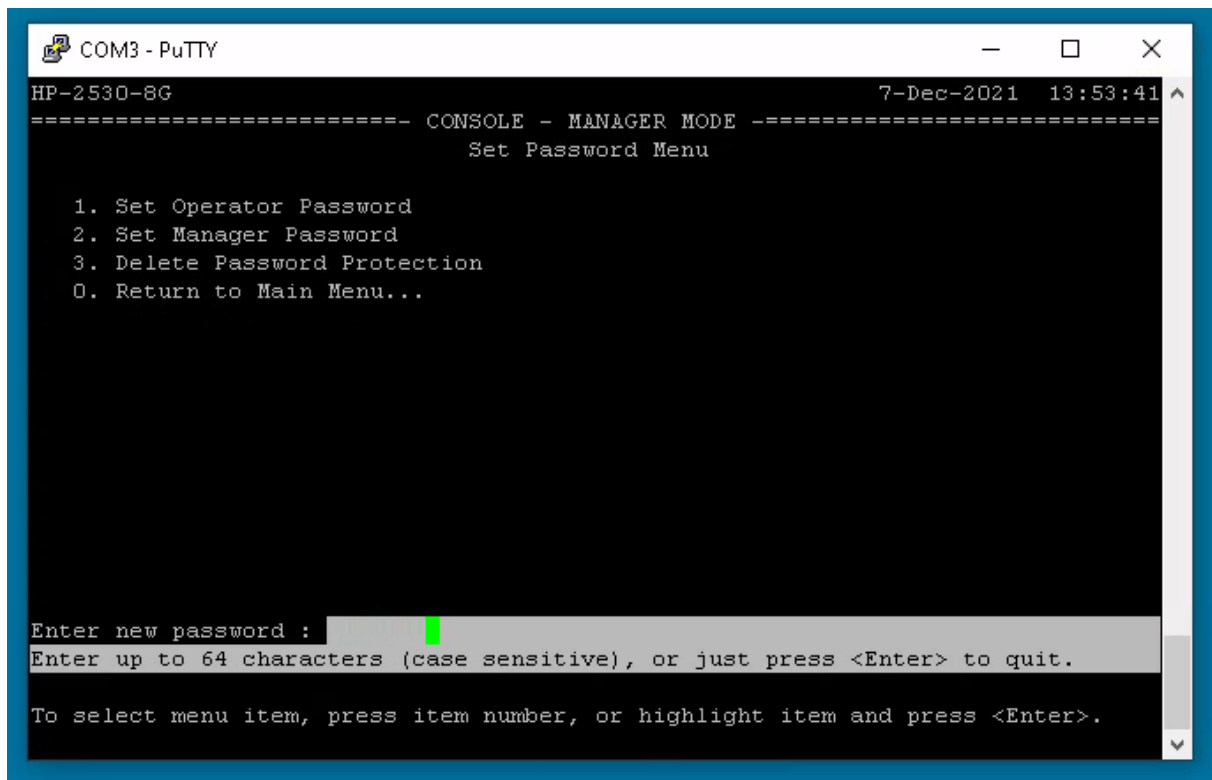 COM3 - PuTTY
HP-2530-8G 7-Dec-2021 13:53:41
==========================- CONSOLE - MANAGER MODE -============================
Set Password Menu
1. Set Operator Password
2. Set Manager Password
3. Delete Password Protection
0. Return to Main Menu...
Enter new password :
Enter up to 64 characters (case sensitive), or just press <Enter> to quit.
To select menu item, press item number, or highlight item and press <Enter>.